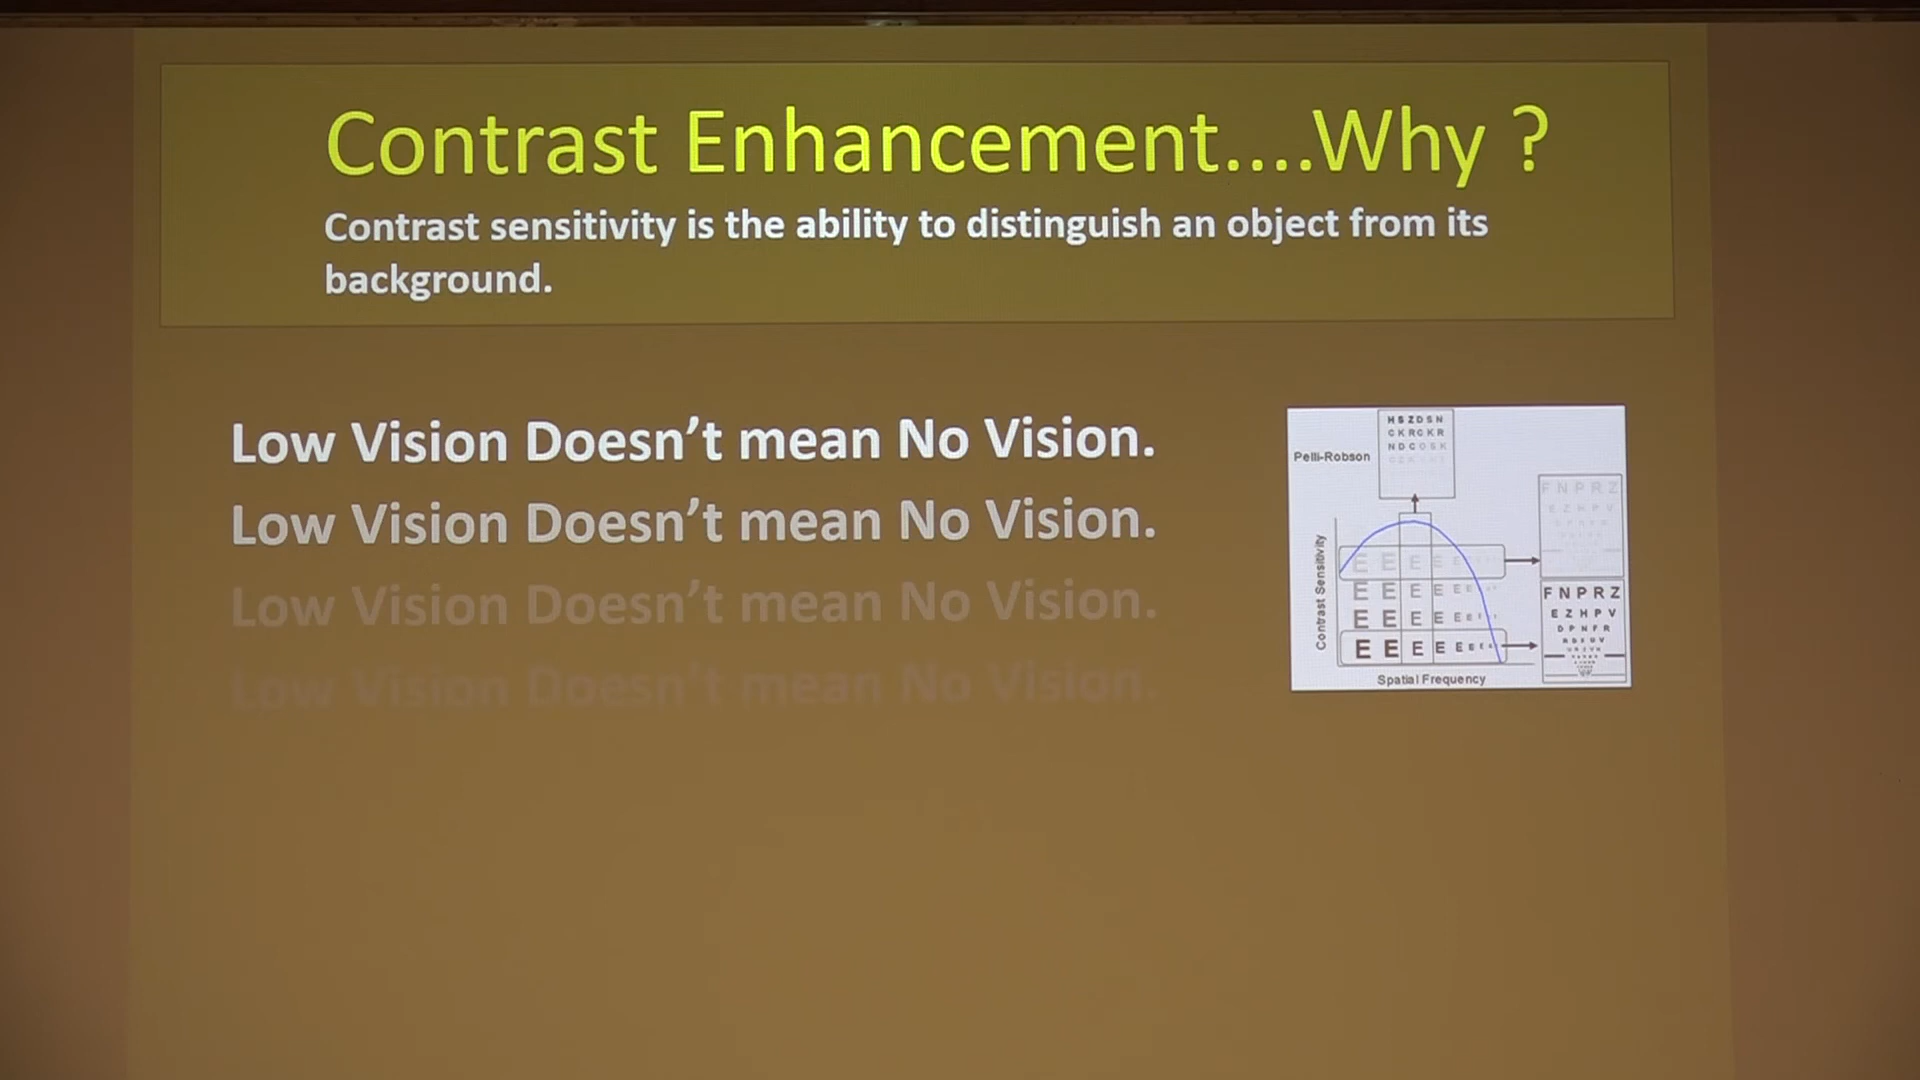 Contrast Enhancement....Why ?
Contrast sensitivity is the ability to distinguish an object from its
background.
Low Vision Doesn't mean No Vision.
Low Vision Doesn't mean No Vision.
Low Vision Doesn't mean No Vision.
Low Vision Doesn't mean No Vision.
H S Z D S N
C K R C K R
N D C O S K
Pelli-Robson
F N P R Z
E Z H P V
Contrast Sensitivity
E E E E E
E E E E E
E E E E E
E E E E E
F N P R Z
E Z H P V
D P N F R
Spatial Frequency